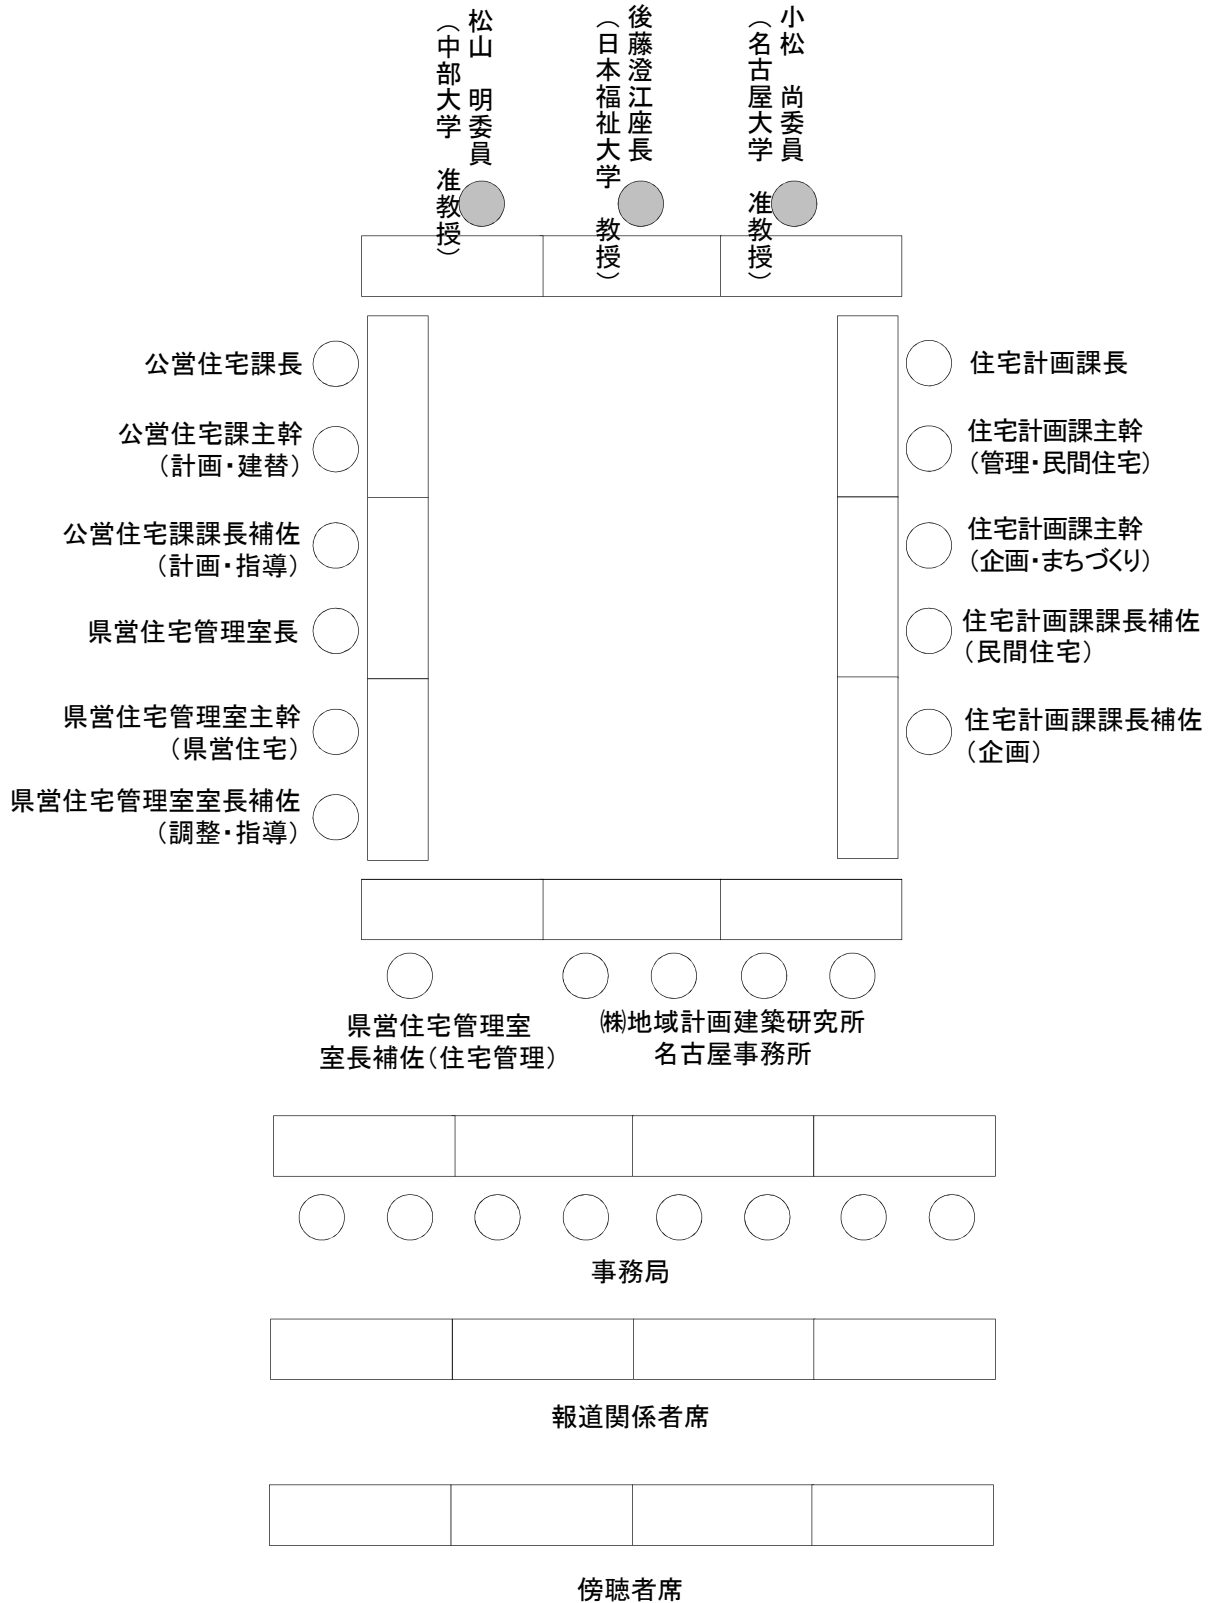 小松　尚委員
（名古屋大学　准教授）
後藤澄江座長
（日本福祉大学　教授）
松山　明委員
（中部大学　准教授）
公営住宅課長
公営住宅課主幹
（計画・建替）
公営住宅課課長補佐
（計画・指導）
県営住宅管理室長
県営住宅管理室主幹
（県営住宅）
県営住宅管理室室長補佐
（調整・指導）
住宅計画課長
住宅計画課主幹
（管理・民間住宅）
住宅計画課主幹
（企画・まちづくり）
住宅計画課課長補佐
（民間住宅）
住宅計画課課長補佐
（企画）
県営住宅管理室
室長補佐（住宅管理）
㈱地域計画建築研究所
名古屋事務所
事務局
報道関係者席
傍聴者席